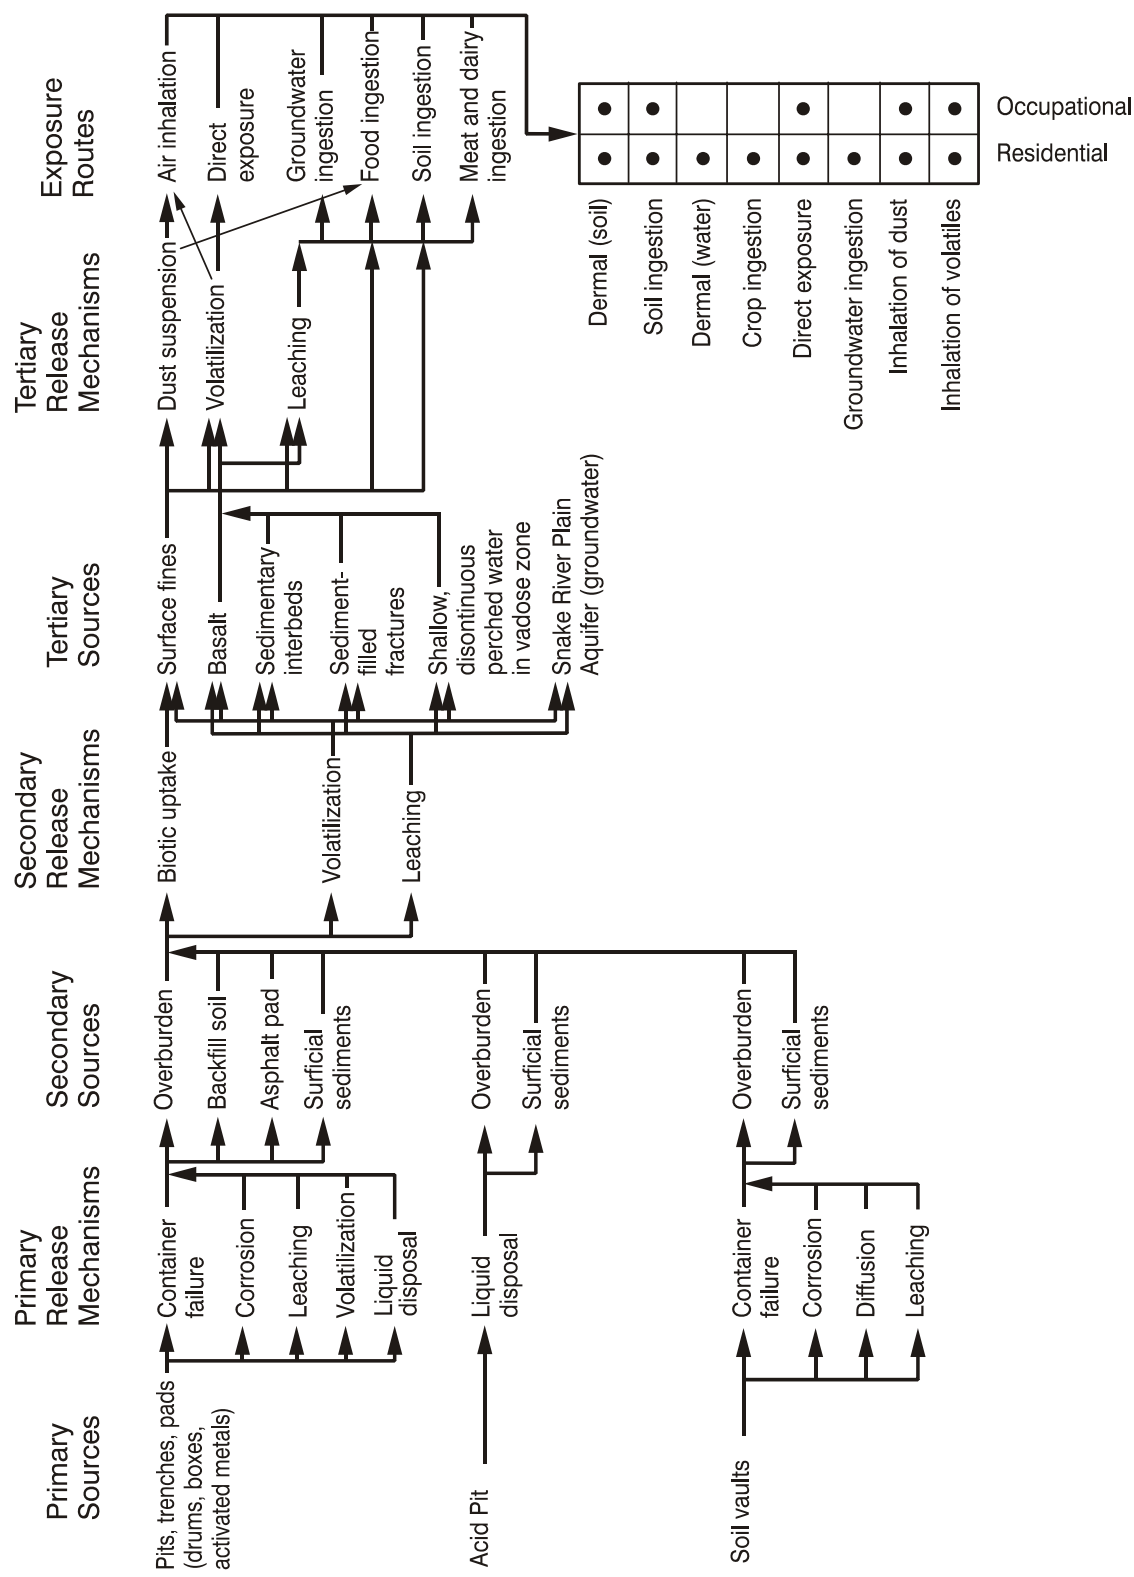 Primary
Sources
Primary
Release
Mechanisms
Secondary
Sources
Secondary
Release
Mechanisms
Tertiary
Sources
Tertiary
Release
Mechanisms
Exposure
Routes
Pits, trenches, pads
(drums, boxes,
activated metals)
Container
failure
Corrosion
Leaching
Volatilization
Liquid
disposal
Overburden
Backfill soil
Asphalt pad
Surficial
sediments
Acid Pit
Liquid
disposal
Overburden
Surficial
sediments
Soil vaults
Container
failure
Corrosion
Diffusion
Leaching
Overburden
Surficial
sediments
Biotic uptake
Volatilization
Leaching
Surface fines
Basalt
Sedimentary
interbeds
Sediment-
filled
fractures
Shallow,
discontinuous
perched water
in vadose zone
Snake River Plain
Aquifer (groundwater)
Dust suspension
Volatilization
Leaching
Air inhalation
Direct
exposure
Groundwater
ingestion
Food ingestion
Soil ingestion
Meat and dairy
ingestion
Occupational
Residential
Dermal (soil)
Soil ingestion
Dermal (water)
Crop ingestion
Direct exposure
Groundwater ingestion
Inhalation of dust
Inhalation of volatiles